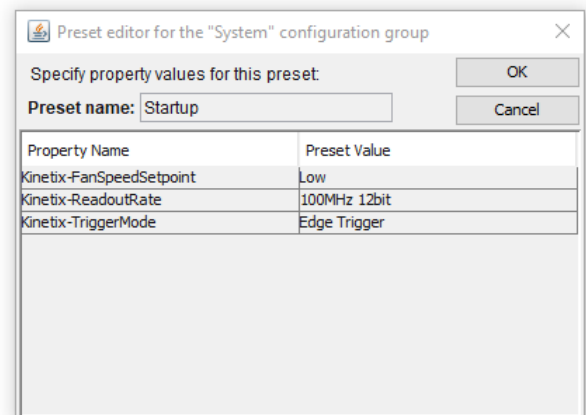 Preset editor for the "System" configuration group
Specify property values for this preset:
OK
Preset name: Startup
Cancel
Property Name Preset Value
Kinetix-FanSpeedSetpoint Low
Kinetix-ReadoutRate 100MHz 12bit
Kinetix-TriggerMode Edge Trigger